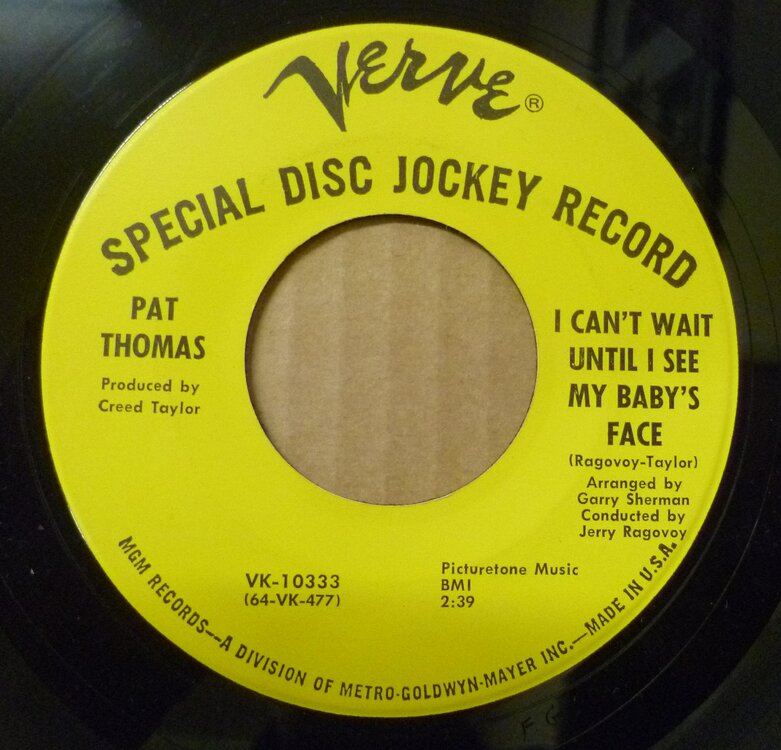 Verve®
SPECIAL DISC JOCKEY RECORD
PAT
THOMAS
Produced by
Creed Taylor
I CAN'T WAIT
UNTIL I SEE
MY BABY'S
FACE
(Ragovoy-Taylor)
Arranged by
Garry Sherman
Conducted by
Jerry Ragovoy
VK-10333
(64-VK-477)
Picturetone Music
BMI
2:39
MGM RECORDS—A DIVISION OF METRO-GOLDWYN-MAYER INC.—MADE IN U.S.A.